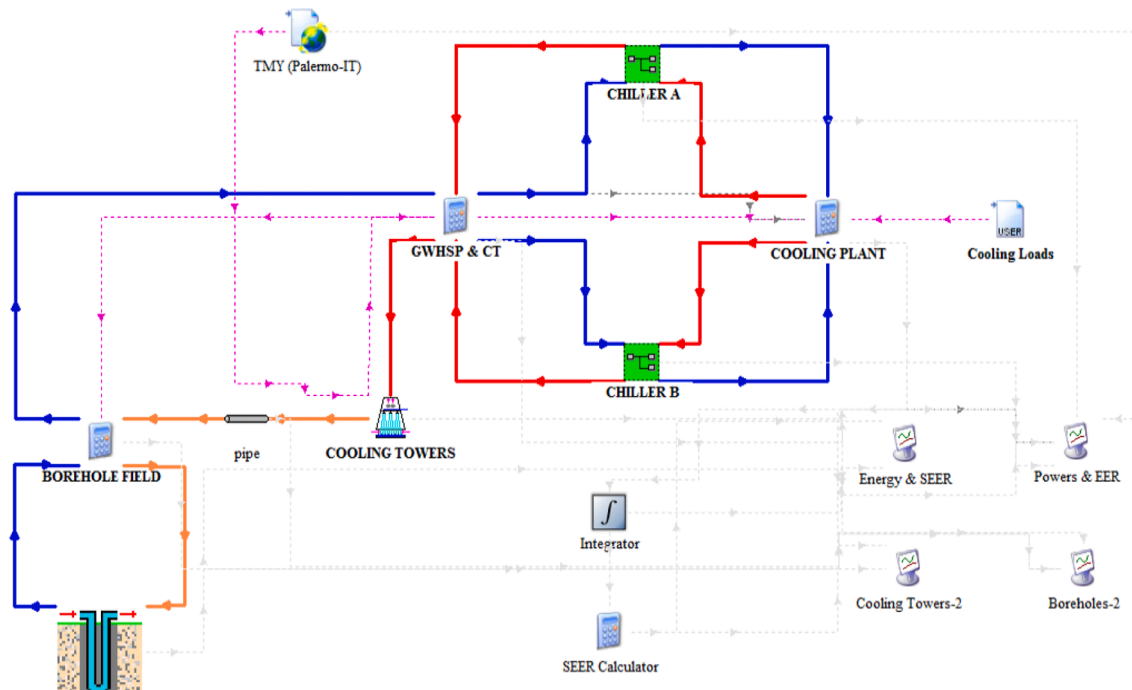 TMY (Palermo-IT)
CHILLER A
GWHSP & CT
COOLING PLANT
USER
Cooling Loads
CHILLER B
pipe
COOLING TOWERS
BOREHOLE FIELD
Energy & SEER
Powers & EER
∫
Integrator
Cooling Towers-2
Boreholes-2
SEER Calculator